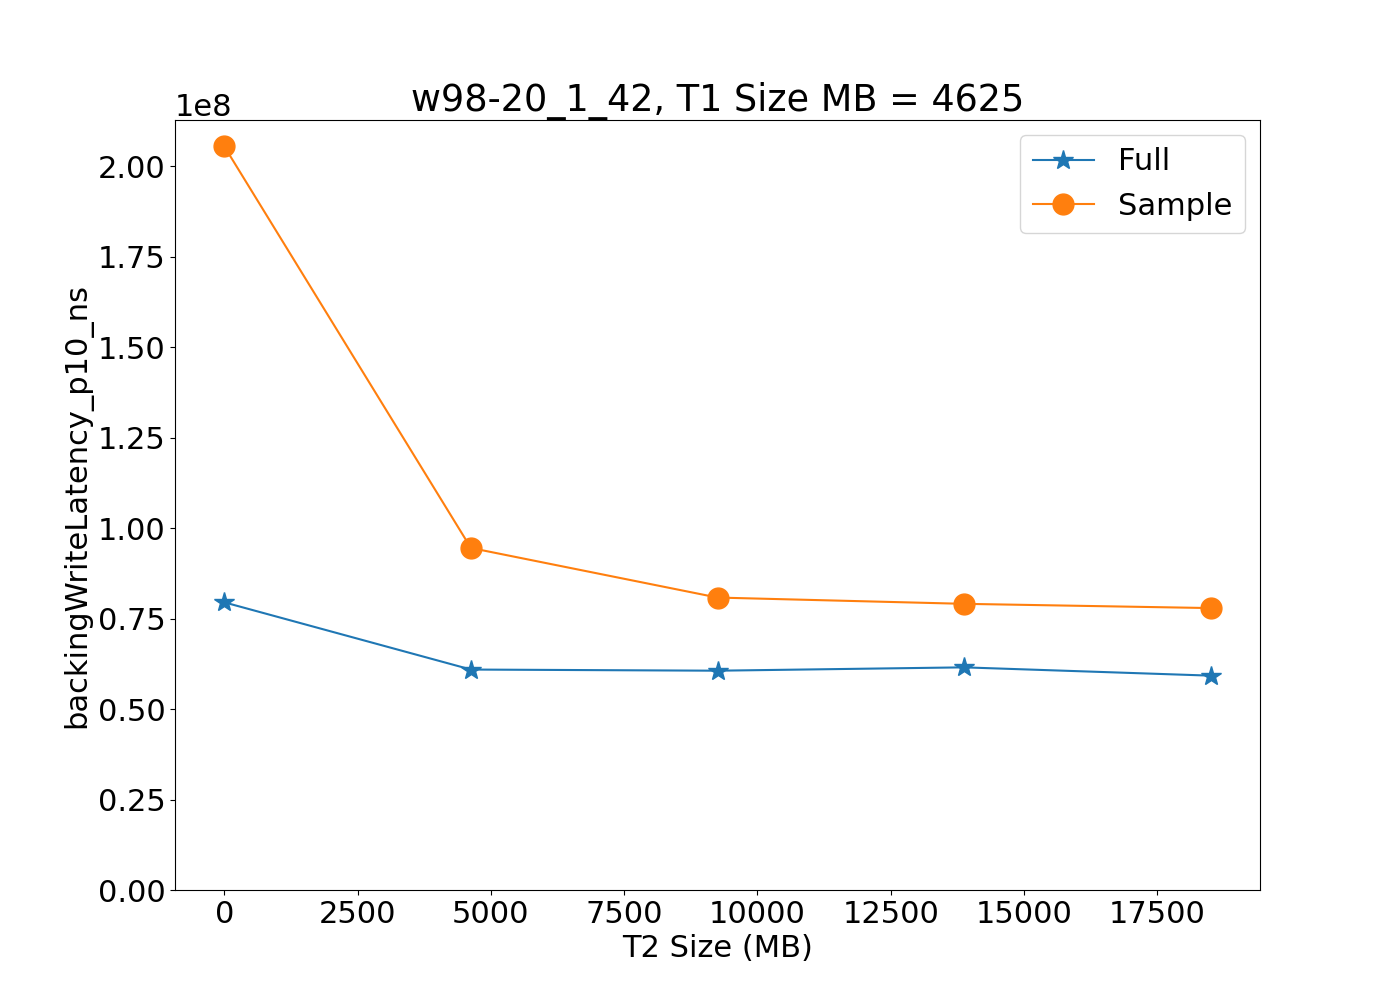 w98-20_1_42, T1 Size MB = 4625
1e8
Full
Sample
2.00
1.75
1.50
1.25
1.00
0.75
0.50
0.25
0.00
backingWriteLatency_p10_ns
0 2500 5000 7500 10000 12500 15000 17500
T2 Size (MB)